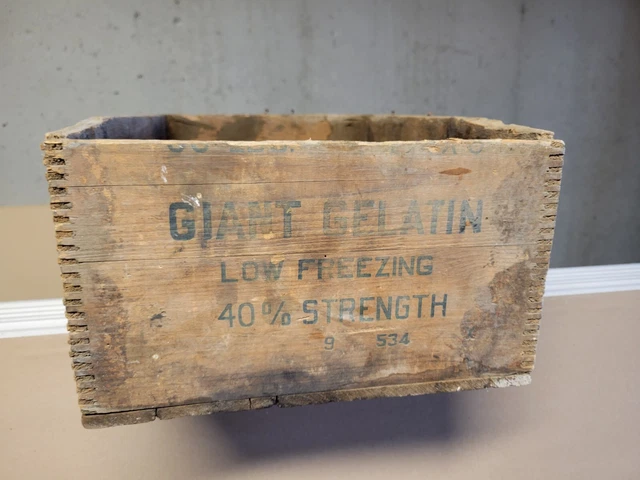 GIANT GELATIN
LOW FREEZING
40% STRENGTH
9 534